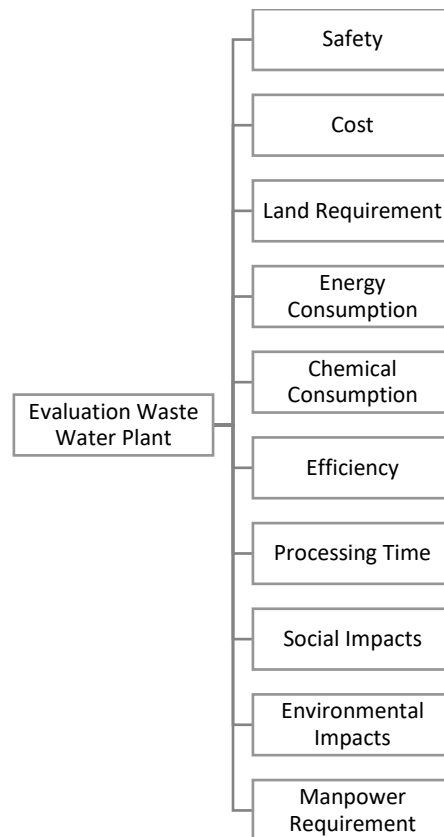 Safety
Cost
Land Requirement
Energy
Consumption
Chemical
Consumption
Evaluation Waste
Water Plant
Efficiency
Processing Time
Social Impacts
Environmental
Impacts
Manpower
Requirement